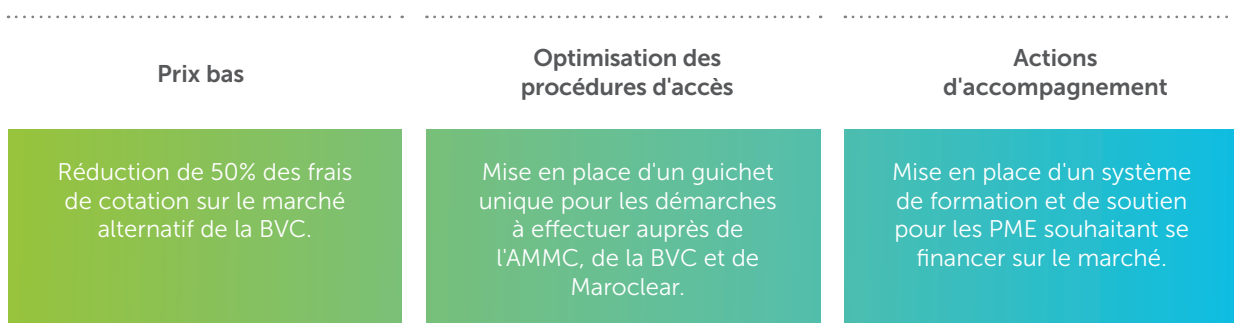 Prix bas
Réduction de 50% des frais
de cotation sur le marché
alternatif de la BVC.
Optimisation des
procédures d'accès
Mise en place d'un guichet
unique pour les démarches
à effectuer auprès de
l'AMMC, de la BVC et de
Maroclear.
Actions
d'accompagnement
Mise en place d'un système
de formation et de soutien
pour les PME souhaitant se
financer sur le marché.